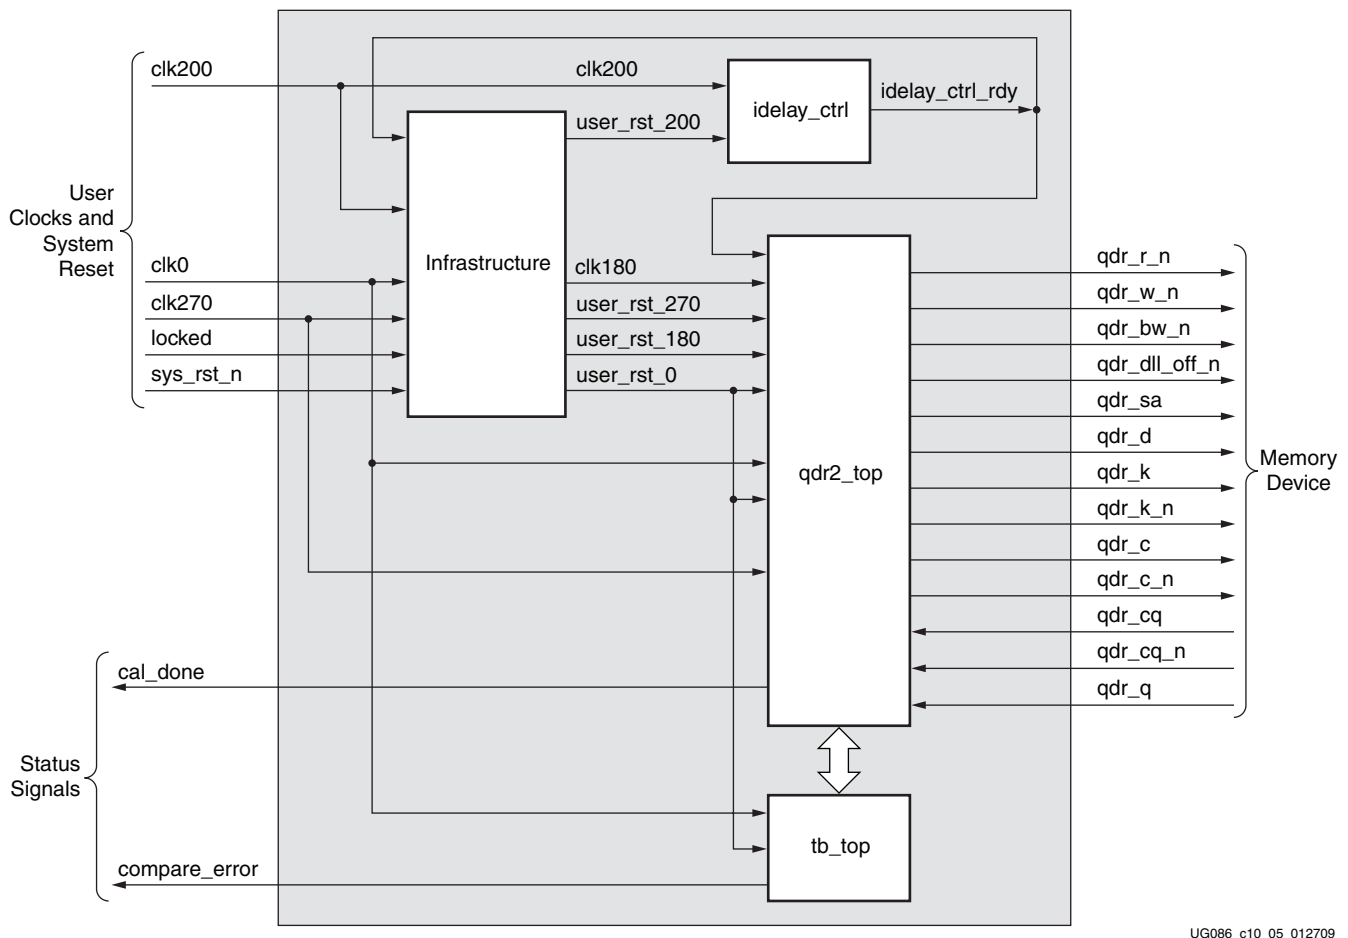 clk200
clk200
idelay_ctrl
idelay_ctrl_rdy
user_rst_200
User
Clocks and
System
Reset
clk0
clk270
locked
sys_rst_n
Infrastructure
clk180
user_rst_270
user_rst_180
user_rst_0
qdr2_top
qdr_r_n
qdr_w_n
qdr_bw_n
qdr_dll_off_n
qdr_sa
qdr_d
qdr_k
qdr_k_n
qdr_c
qdr_c_n
qdr_cq
qdr_cq_n
qdr_q
Memory
Device
cal_done
Status
Signals
tb_top
compare_error
UG086_c10_05_012709